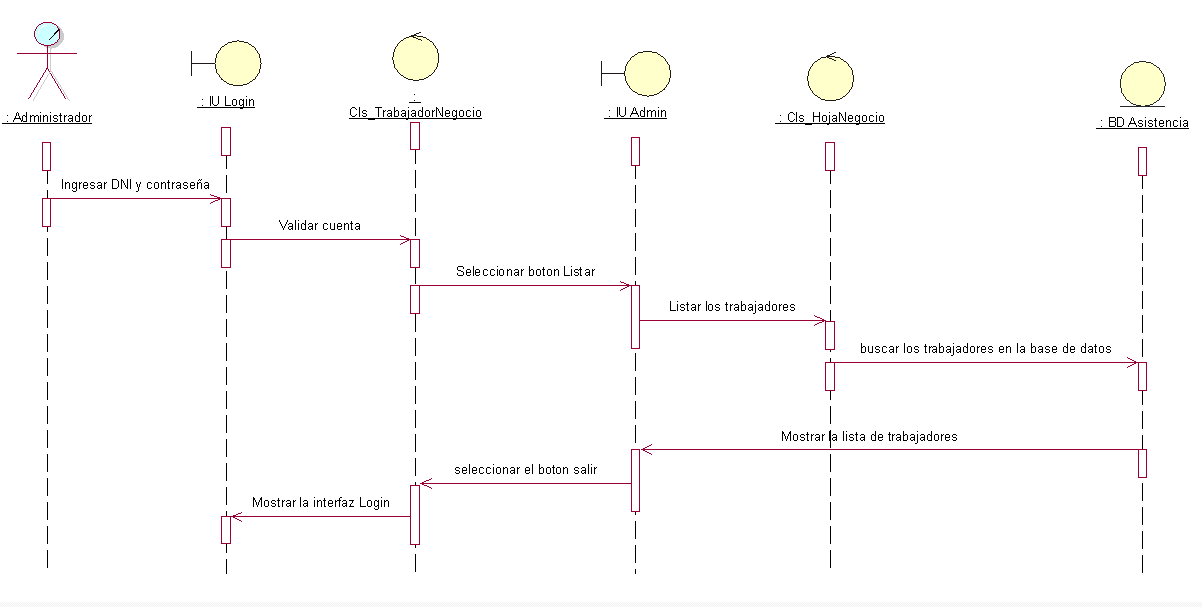 : Administrador
: IU Login
:
Cls_TrabajadorNegocio
: IU Admin
: Cls_HojaNegocio
: BD Asistencia
Ingresar DNI y contraseña
Validar cuenta
Seleccionar boton Listar
Listar los trabajadores
buscar los trabajadores en la base de datos
Mostrar la lista de trabajadores
seleccionar el boton salir
Mostrar la interfaz Login